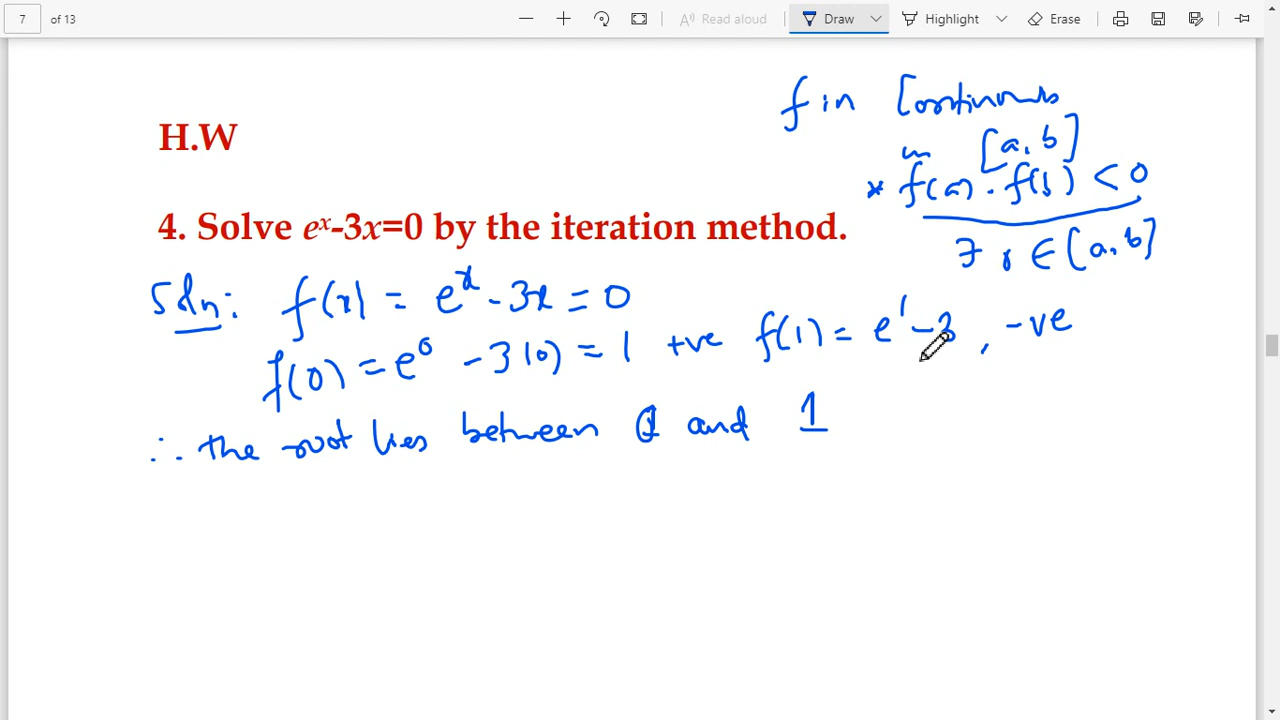 7 of 13 Read aloud Draw Highlight Erase
f in Continuous
in [a, b]
* f(a) . f(b) < 0
∃ r ∈ [a, b]
H.W
4. Solve eˣ-3x=0 by the iteration method.
Soln: f(x) = eˣ - 3x = 0
f(0) = e⁰ - 3(0) = 1 +ve f(1) = e¹ - 3 , -ve
∴ the root lies between 0 and 1